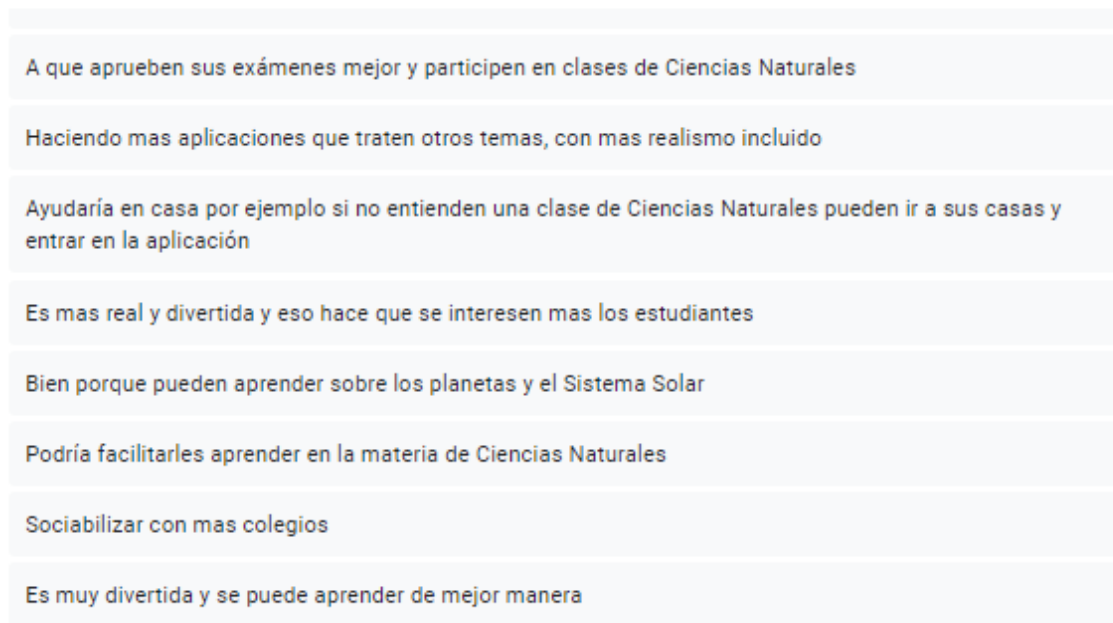 A que aprueben sus exámenes mejor y participen en clases de Ciencias Naturales
Haciendo mas aplicaciones que traten otros temas, con mas realismo incluido
Ayudaría en casa por ejemplo si no entienden una clase de Ciencias Naturales pueden ir a sus casas y
entrar en la aplicación
Es mas real y divertida y eso hace que se interesen mas los estudiantes
Bien porque pueden aprender sobre los planetas y el Sistema Solar
Podría facilitarles aprender en la materia de Ciencias Naturales
Sociabilizar con mas colegios
Es muy divertida y se puede aprender de mejor manera